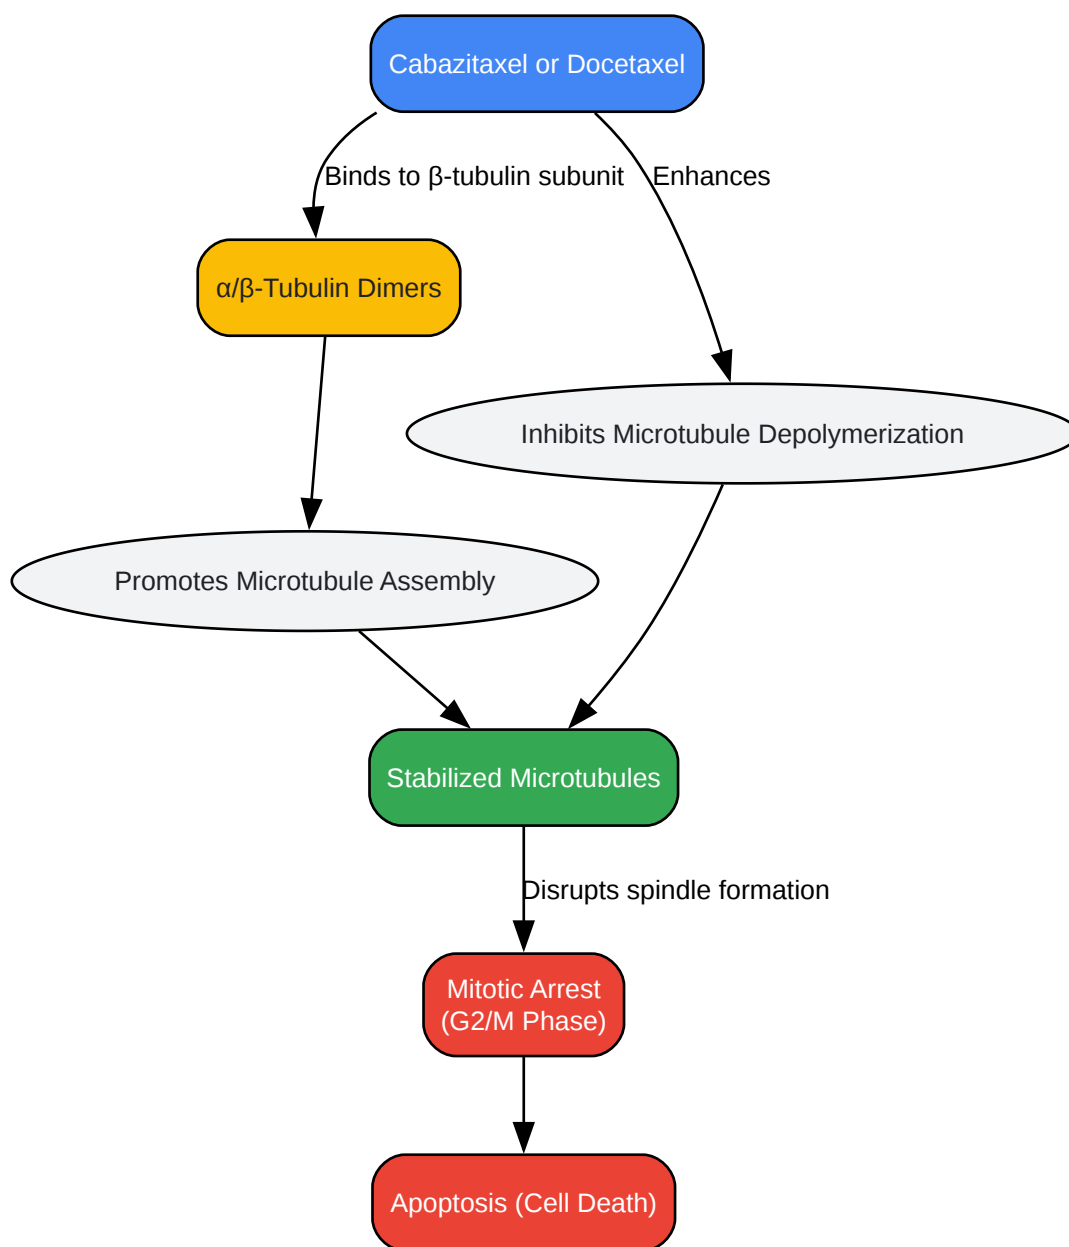 Cabazitaxel or Docetaxel
Binds to β-tubulin subunit
Enhances
α/β-Tubulin Dimers
Inhibits Microtubule Depolymerization
Promotes Microtubule Assembly
Stabilized Microtubules
Disrupts spindle formation
Mitotic Arrest
(G2/M Phase)
Apoptosis (Cell Death)